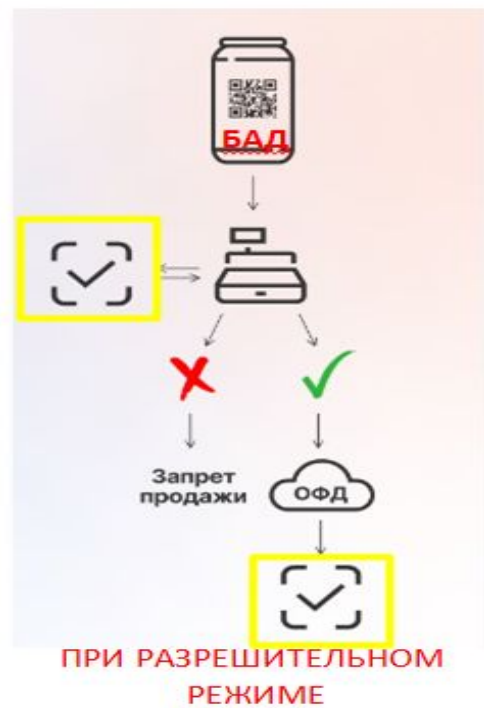 БАД
Запрет
продажи
ОФД
ПРИ РАЗРЕШИТЕЛЬНОМ
РЕЖИМЕ